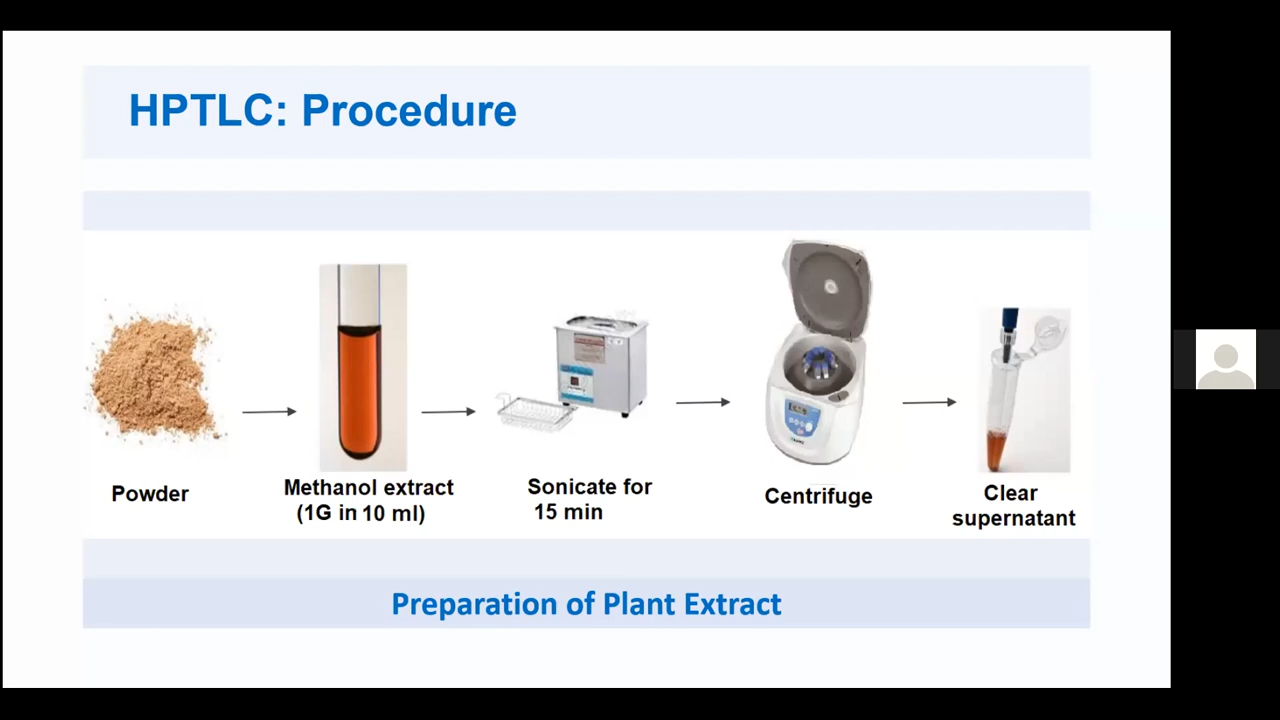 HPTLC: Procedure
Powder
Methanol extract
(1G in 10 ml)
Sonicate for
15 min
Centrifuge
Clear
supernatant
Preparation of Plant Extract